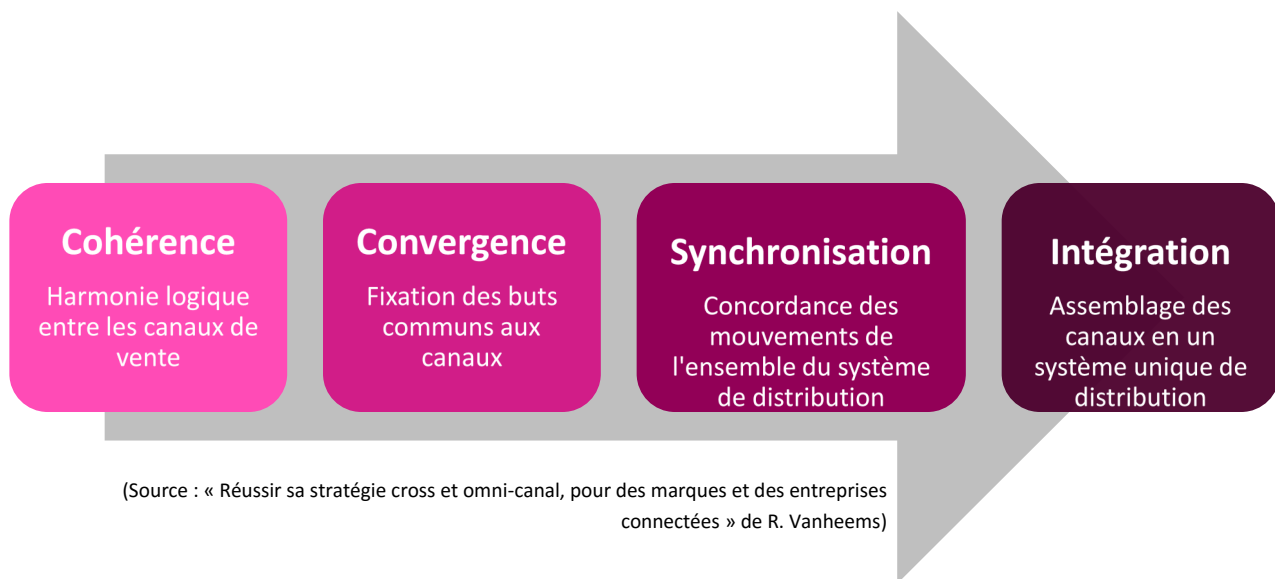 Cohérence
Harmonie logique
entre les canaux de
vente
Convergence
Fixation des buts
communs aux
canaux
Synchronisation
Concordance des
mouvements de
l'ensemble du système
de distribution
Intégration
Assemblage des
canaux en un
système unique de
distribution
(Source : « Réussir sa stratégie cross et omni-canal, pour des marques et des entreprises
connectées » de R. Vanheems)